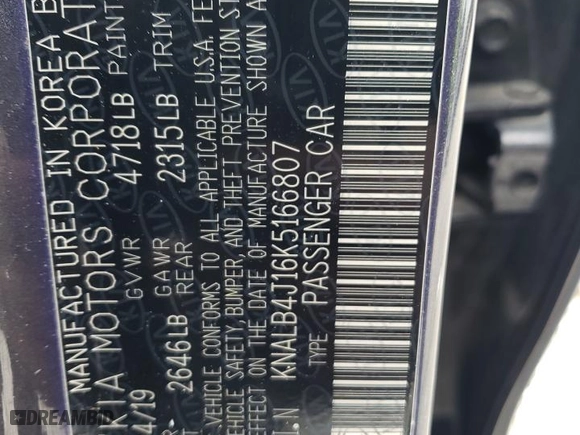 MANUFACTURED IN KOREA B
KIA MOTORS CORPORAT
4/19 GVWR 4718LB PAINT
2646LB GAWR REAR 2315LB TRIM
VEHICLE CONFORMS TO ALL APPLICABLE U.S.A. FE
VEHICLE SAFETY, BUMPER, AND THEFT PREVENTION ST
EFFECT ON THE DATE OF MANUFACTURE SHOWN A
I.N KNALB4J16K5166807
TYPE PASSENGER CAR
DREAMBID